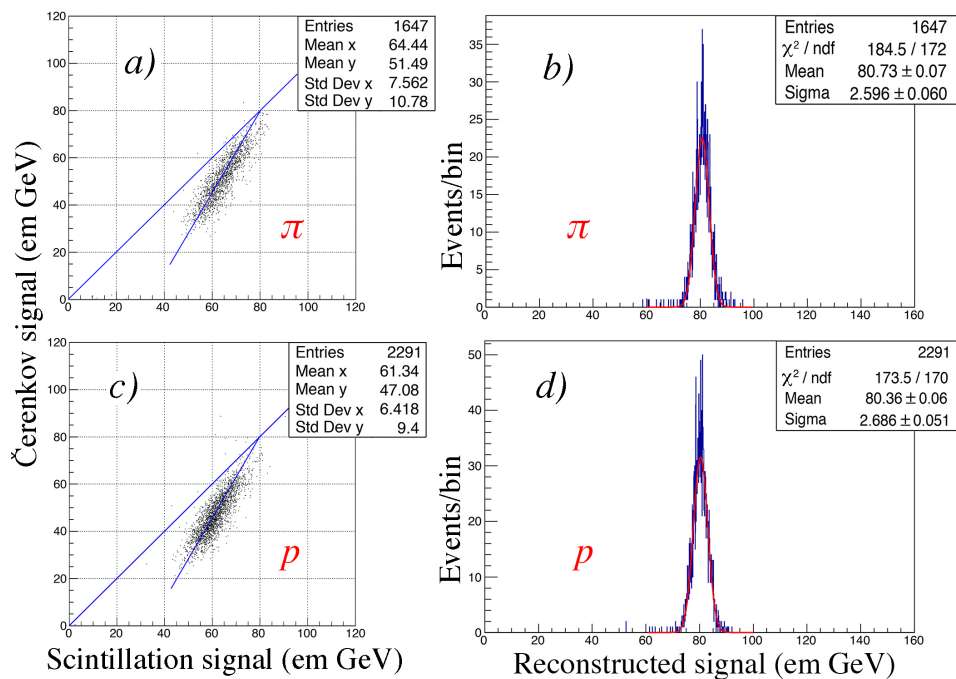 a)
Entries 1647
Mean x 64.44
Mean y 51.49
Std Dev x 7.562
Std Dev y 10.78
π
100
80
60
40
20
0
0 20 40 60 80 100 120
b)
Entries 1647
χ² / ndf 184.5 / 172
Mean 80.73 ± 0.07
Sigma 2.596 ± 0.060
π
Events/bin
35
30
25
20
15
10
5
0
0 20 40 60 80 100 120 140 160
Čerenkov signal (em GeV)
c)
Entries 2291
Mean x 61.34
Mean y 47.08
Std Dev x 6.418
Std Dev y 9.4
p
120
100
80
60
40
20
0
0 20 40 60 80 100 120
Scintillation signal (em GeV)
d)
Entries 2291
χ² / ndf 173.5 / 170
Mean 80.36 ± 0.06
Sigma 2.686 ± 0.051
p
Events/bin
50
40
30
20
10
0
0 20 40 60 80 100 120 140 160
Reconstructed signal (em GeV)